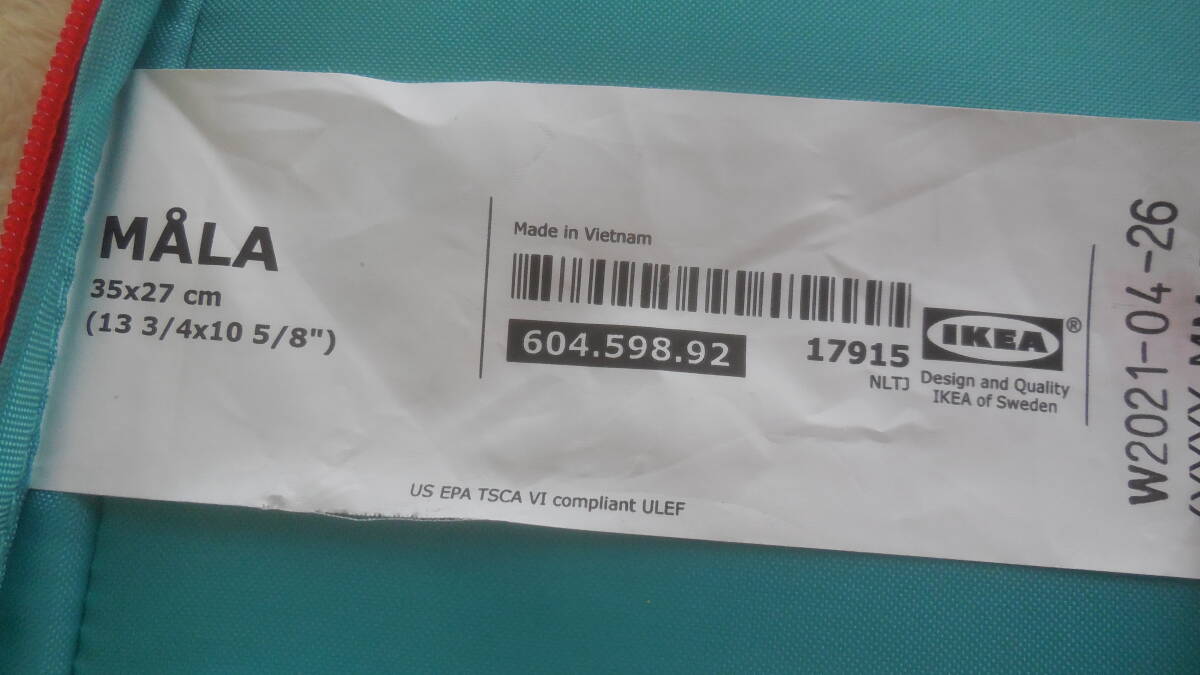 MÅLA
35x27 cm
(13 3/4x10 5/8")
Made in Vietnam
604.598.92
17915
NLTJ
IKEA®
Design and Quality
IKEA of Sweden
US EPA TSCA VI compliant ULEF
W2021-04-26